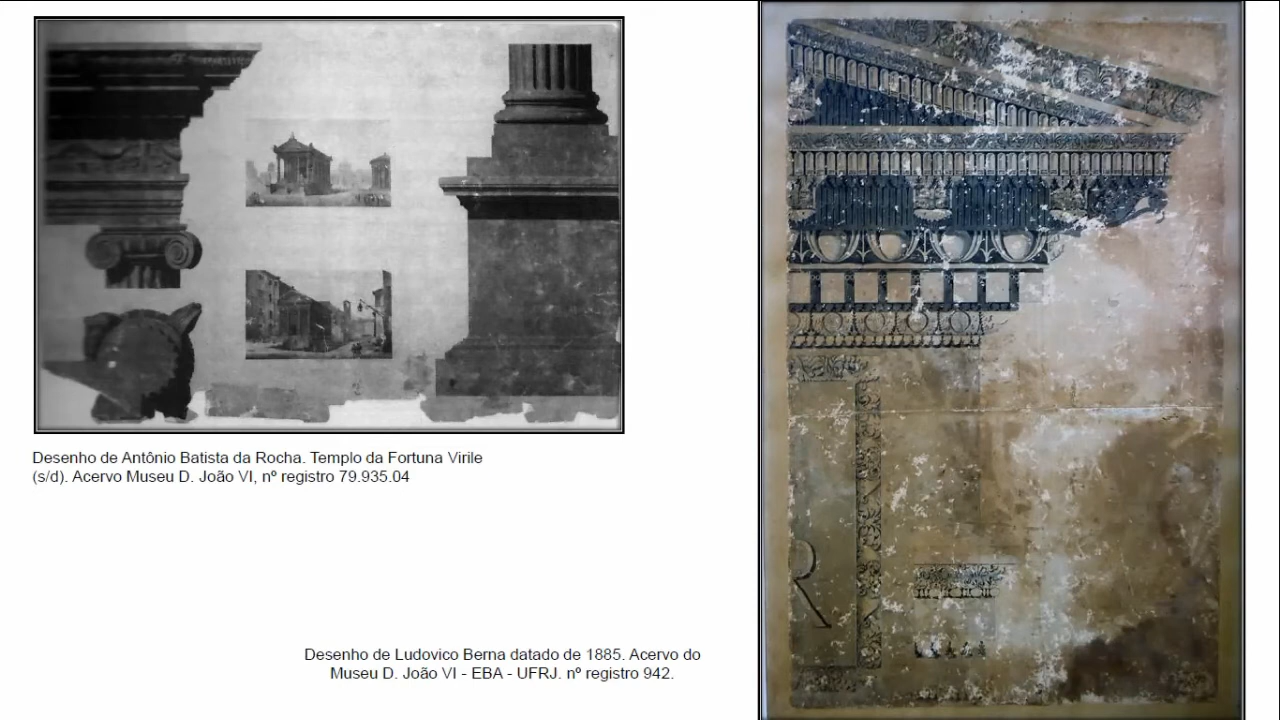 Desenho de Antônio Batista da Rocha. Templo da Fortuna Virile
(s/d). Acervo Museu D. João VI, nº registro 79.935.04
Desenho de Ludovico Berna datado de 1885. Acervo do
Museu D. João VI - EBA - UFRJ. nº registro 942.
R